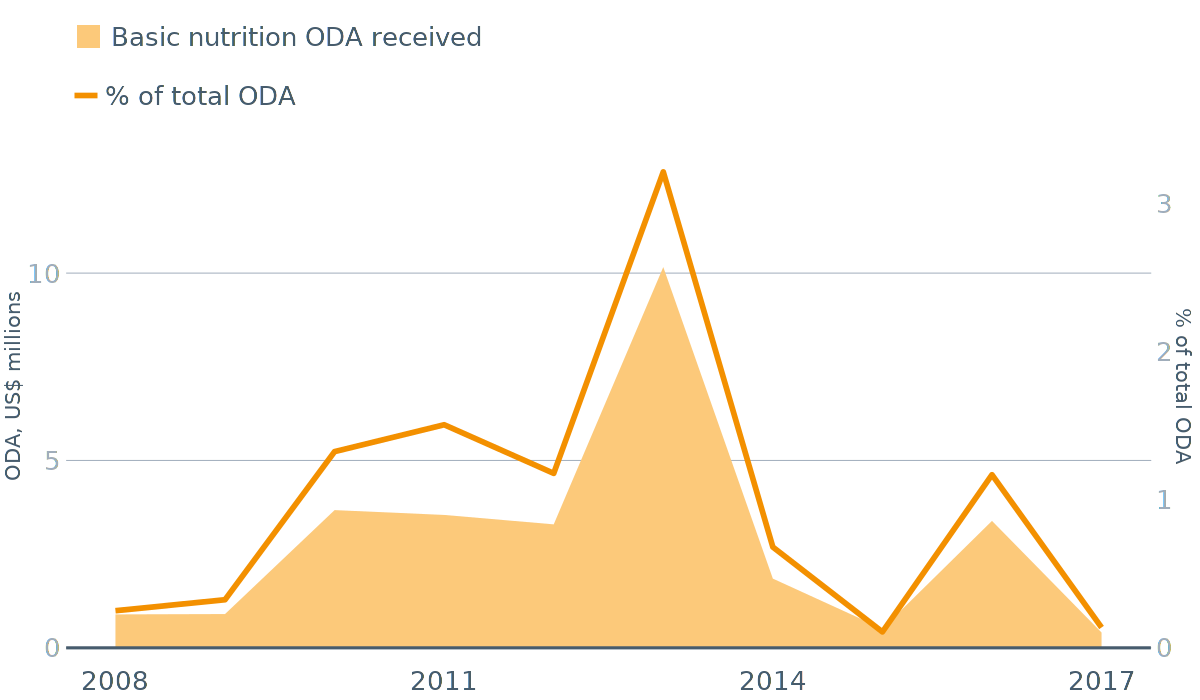 Basic nutrition ODA received
% of total ODA
3
10
2
5
1
0
0
ODA, US$ millions
% of total ODA
2008
2011
2014
2017